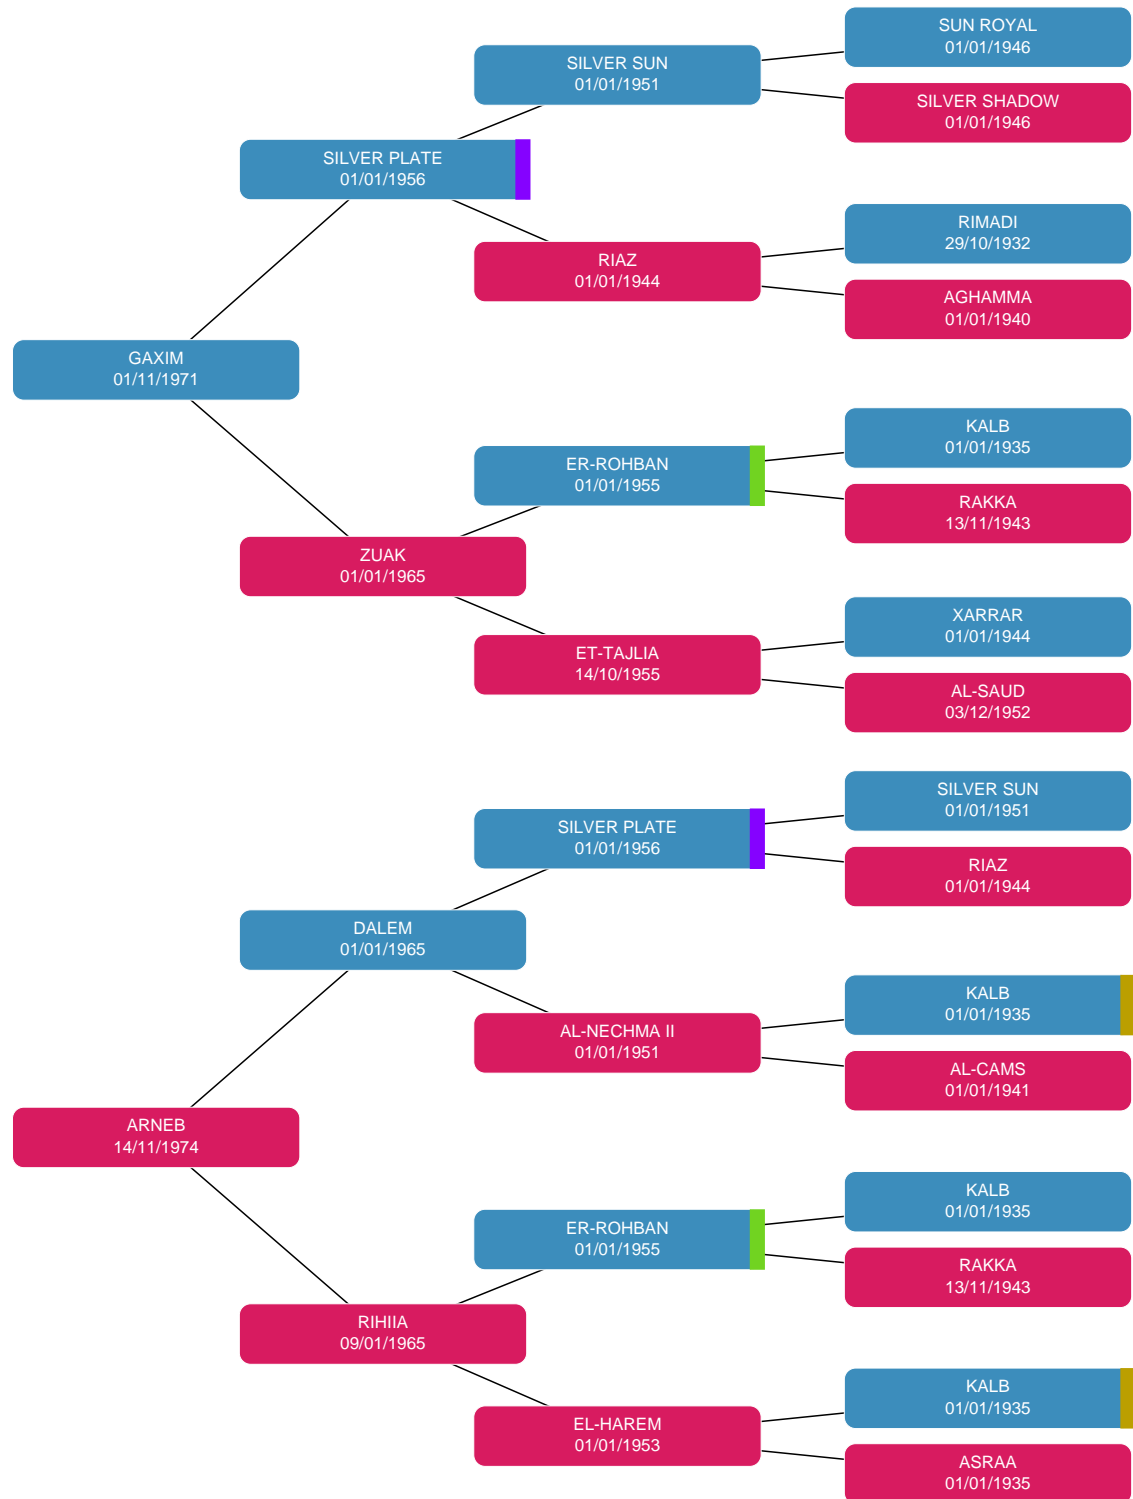 SUN ROYAL
01/01/1946
SILVER SUN
01/01/1951
SILVER SHADOW
01/01/1946
SILVER PLATE
01/01/1956
RIMADI
29/10/1932
RIAZ
01/01/1944
AGHAMMA
01/01/1940
GAXIM
01/11/1971
KALB
01/01/1935
ER-ROHBAN
01/01/1955
RAKKA
13/11/1943
ZUAK
01/01/1965
XARRAR
01/01/1944
ET-TAJLIA
14/10/1955
AL-SAUD
03/12/1952
SILVER SUN
01/01/1951
SILVER PLATE
01/01/1956
RIAZ
01/01/1944
DALEM
01/01/1965
KALB
01/01/1935
AL-NECHMA II
01/01/1951
AL-CAMS
01/01/1941
ARNEB
14/11/1974
KALB
01/01/1935
ER-ROHBAN
01/01/1955
RAKKA
13/11/1943
RIHIIA
09/01/1965
KALB
01/01/1935
EL-HAREM
01/01/1953
ASRAA
01/01/1935